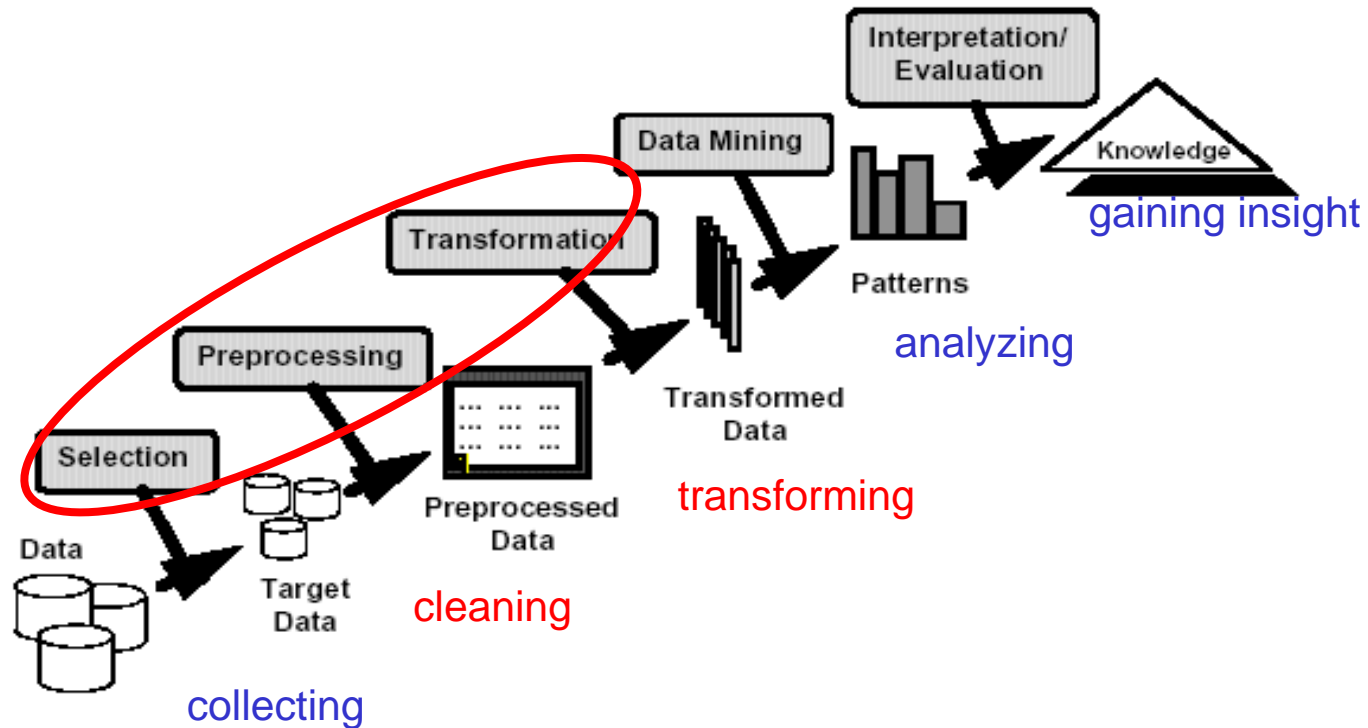 Interpretation/
Evaluation
Data Mining
Knowledge
gaining insight
Transformation
Patterns
analyzing
Preprocessing
... ... ...
... ... ...
... ... ...
Transformed
Data
Selection
transforming
Preprocessed
Data
Data
Target
Data
cleaning
collecting